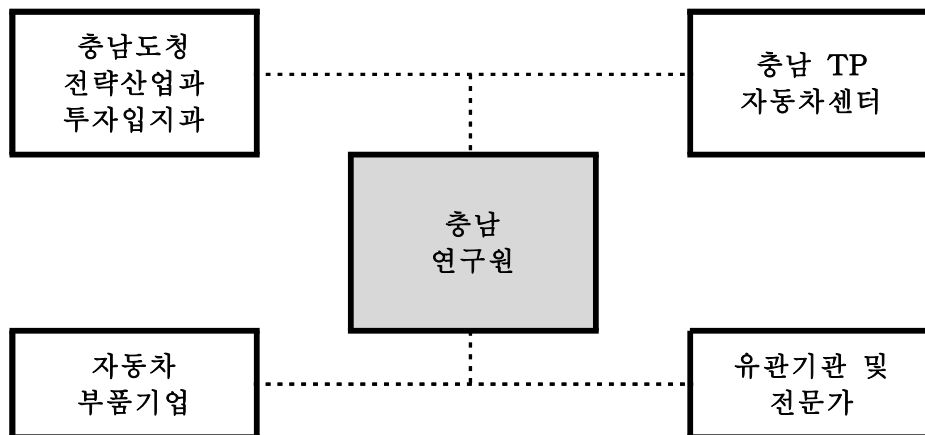 충남도청
전략산업과
투자입지과
충남 TP
자동차센터
충남
연구원
자동차
부품기업
유관기관 및
전문가